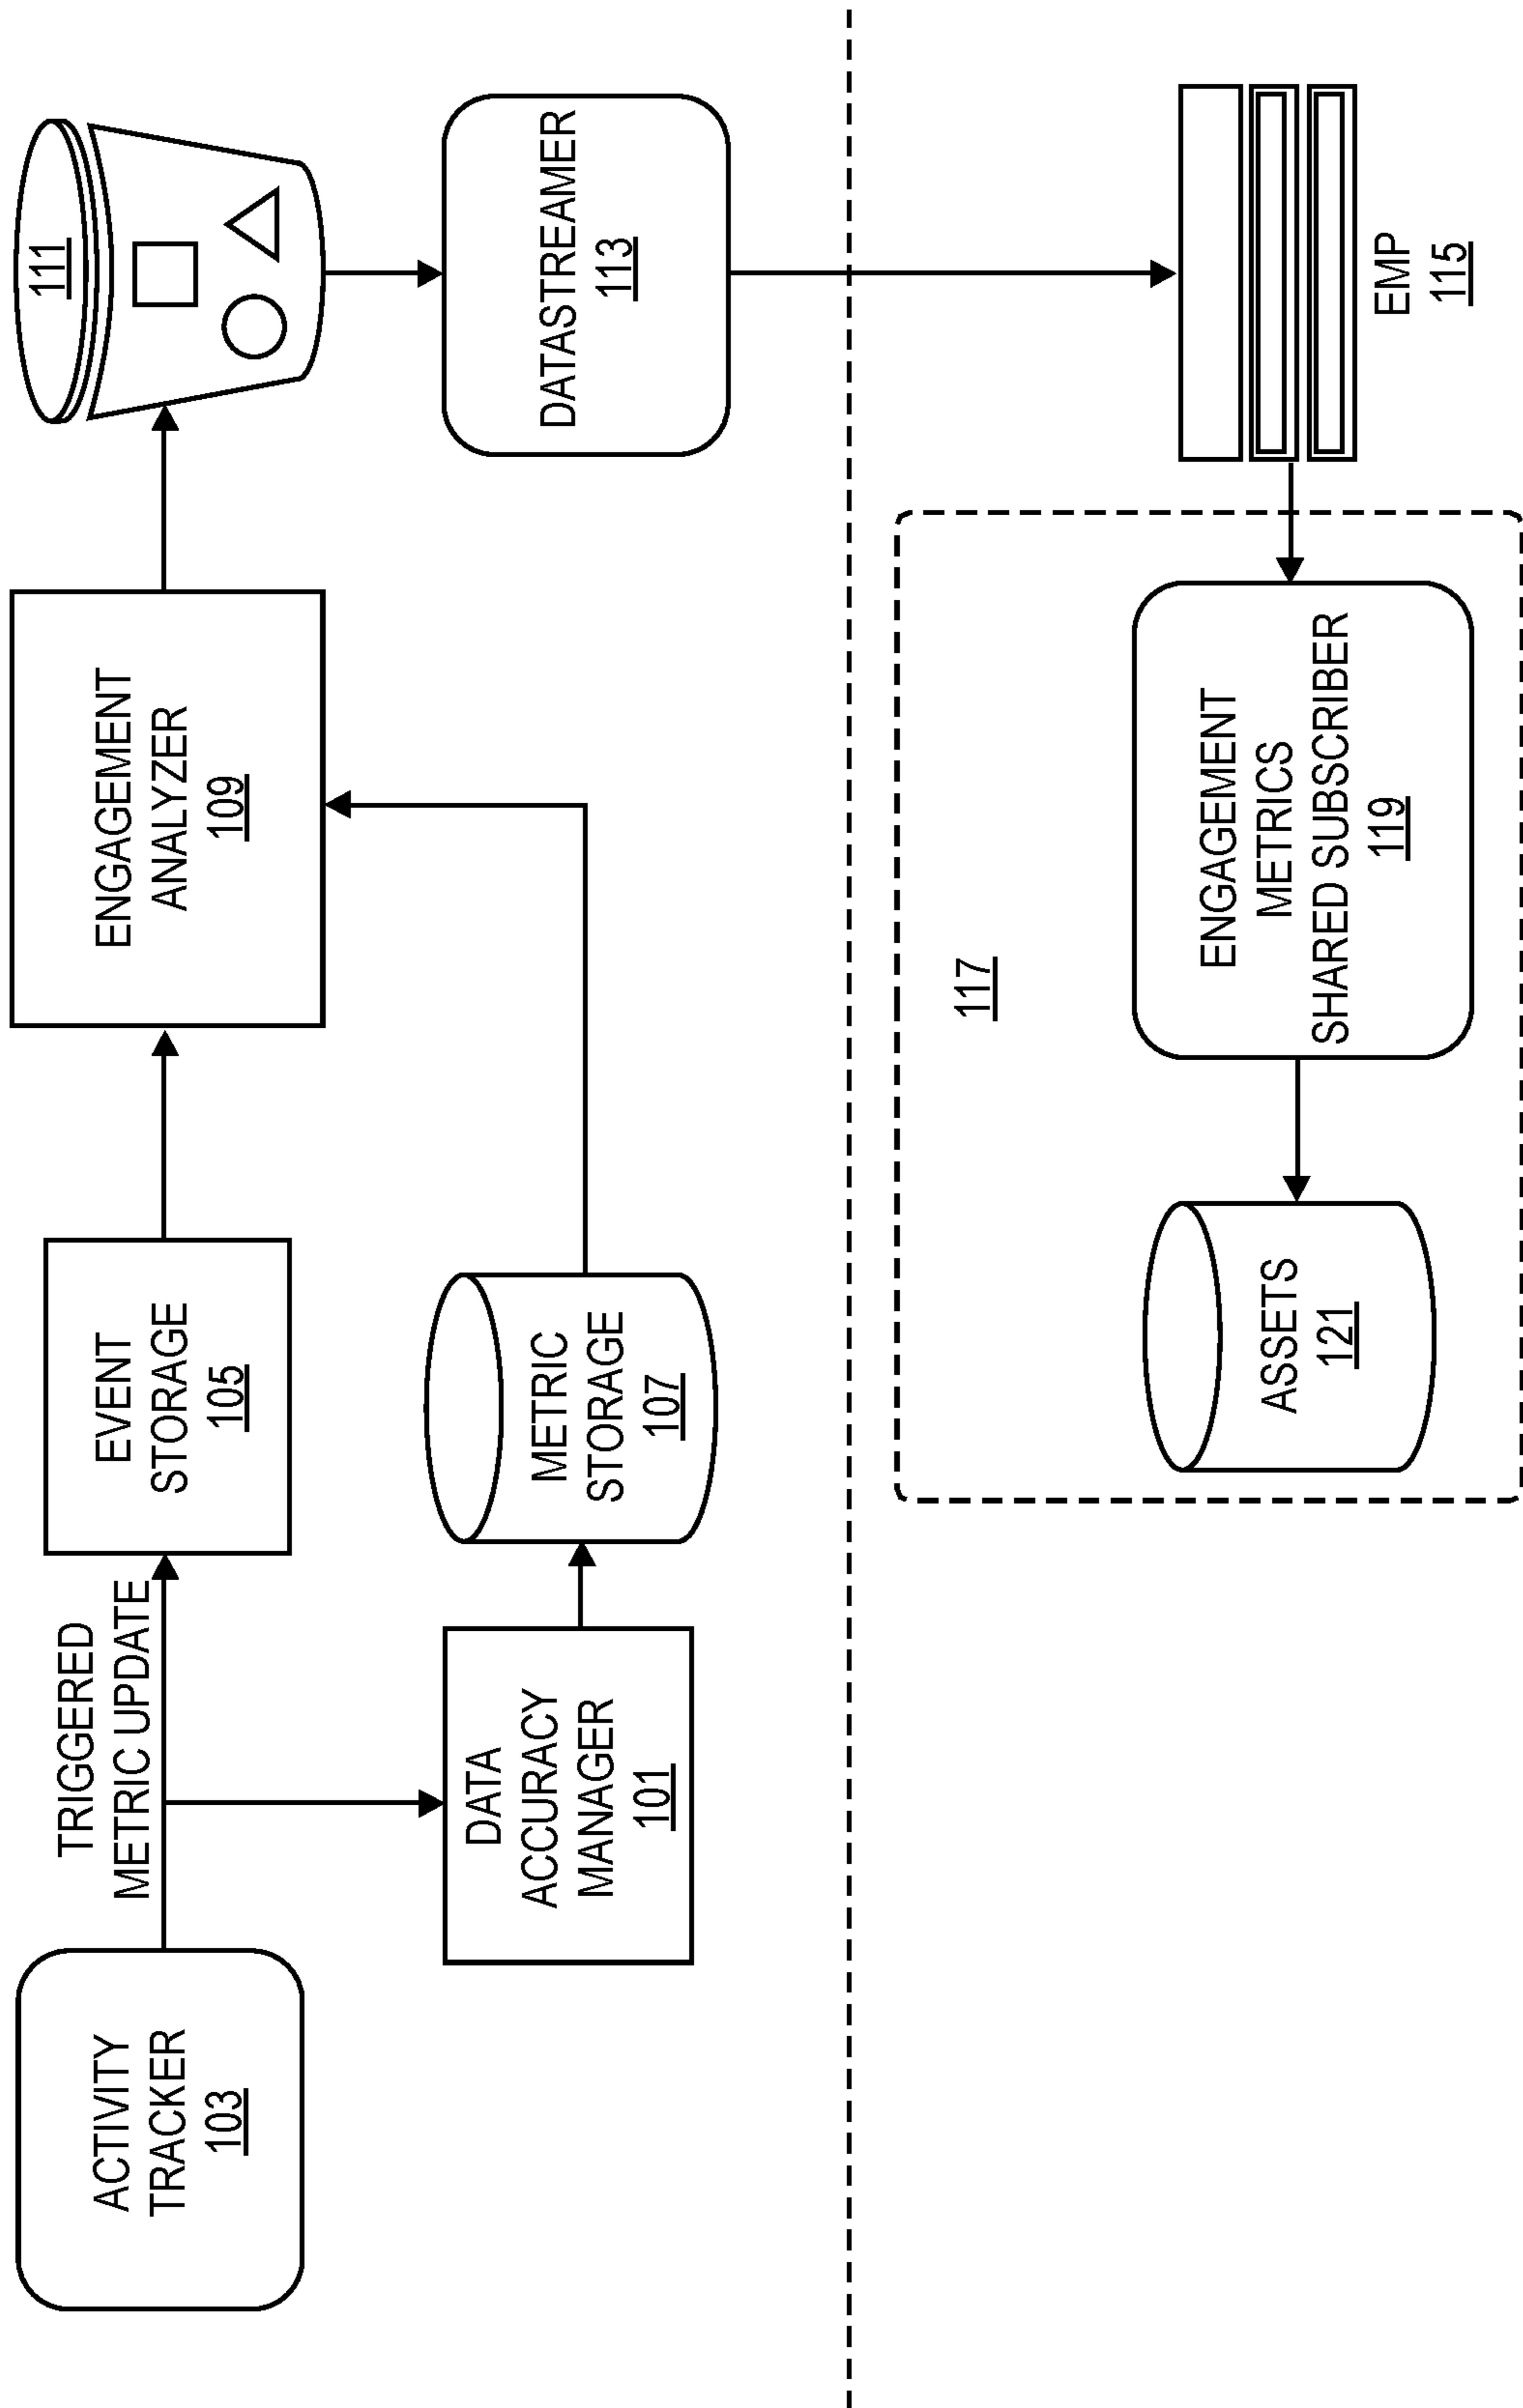 ACTIVITY
TRACKER
103
TRIGGERED
METRIC UPDATE
EVENT
STORAGE
105
ENGAGEMENT
ANALYZER
109
111
DATA
ACCURACY
MANAGER
101
METRIC
STORAGE
107
DATASTREAMER
113
117
ASSETS
121
ENGAGEMENT
METRICS
SHARED SUBSCRIBER
119
EMP
115